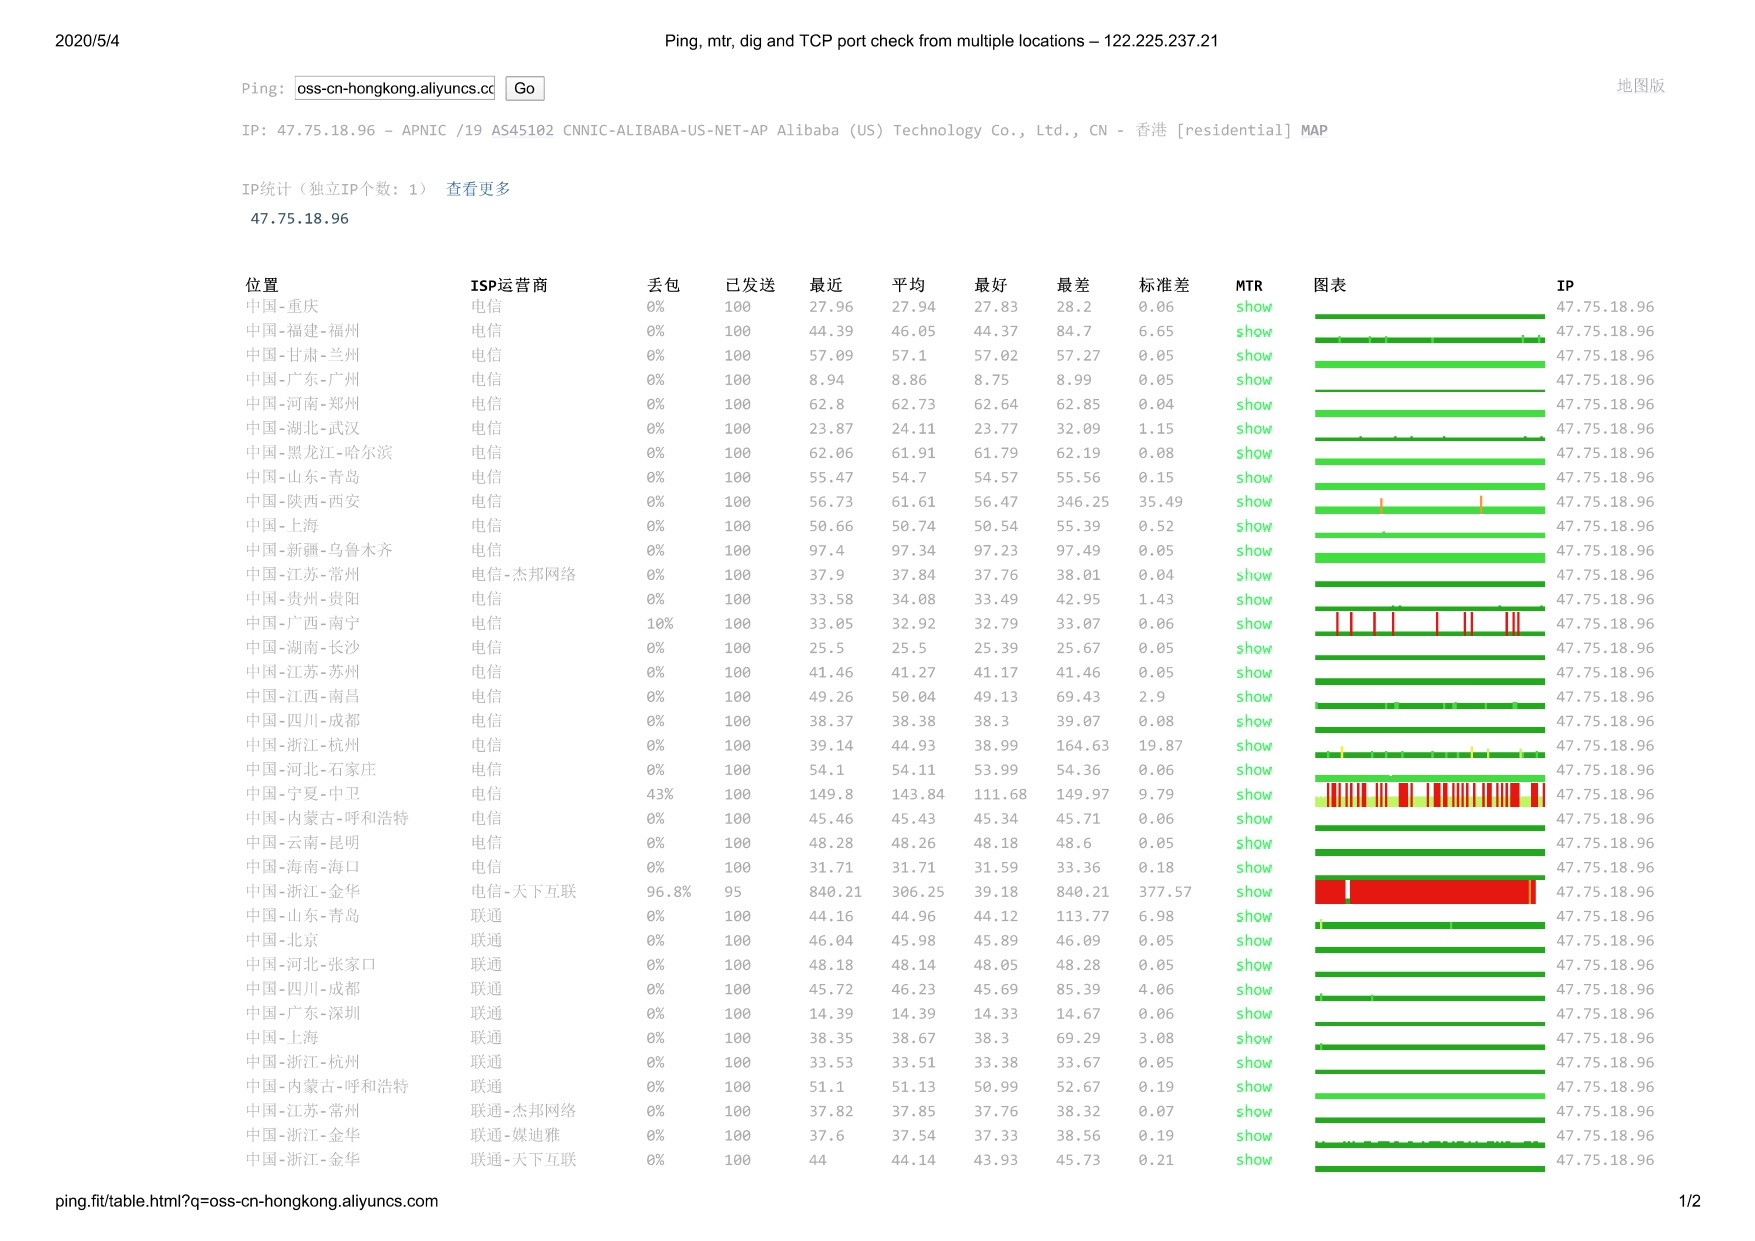 2020/5/4 Ping, mtr, dig and TCP port check from multiple locations – 122.225.237.21
Ping: oss-cn-hongkong.aliyuncs.cc Go 地图版
IP: 47.75.18.96 – APNIC /19 AS45102 CNNIC-ALIBABA-US-NET-AP Alibaba (US) Technology Co., Ltd., CN - 香港 [residential] MAP
IP统计（独立IP个数: 1） 查看更多
47.75.18.96
位置 ISP运营商 丢包 已发送 最近 平均 最好 最差 标准差 MTR 图表 IP
中国-重庆 电信 0% 100 27.96 27.94 27.83 28.2 0.06 show 47.75.18.96
中国-福建-福州 电信 0% 100 44.39 46.05 44.37 84.7 6.65 show 47.75.18.96
中国-甘肃-兰州 电信 0% 100 57.09 57.1 57.02 57.27 0.05 show 47.75.18.96
中国-广东-广州 电信 0% 100 8.94 8.86 8.75 8.99 0.05 show 47.75.18.96
中国-河南-郑州 电信 0% 100 62.8 62.73 62.64 62.85 0.04 show 47.75.18.96
中国-湖北-武汉 电信 0% 100 23.87 24.11 23.77 32.09 1.15 show 47.75.18.96
中国-黑龙江-哈尔滨 电信 0% 100 62.06 61.91 61.79 62.19 0.08 show 47.75.18.96
中国-山东-青岛 电信 0% 100 55.47 54.7 54.57 55.56 0.15 show 47.75.18.96
中国-陕西-西安 电信 0% 100 56.73 61.61 56.47 346.25 35.49 show 47.75.18.96
中国-上海 电信 0% 100 50.66 50.74 50.54 55.39 0.52 show 47.75.18.96
中国-新疆-乌鲁木齐 电信 0% 100 97.4 97.34 97.23 97.49 0.05 show 47.75.18.96
中国-江苏-常州 电信-杰邦网络 0% 100 37.9 37.84 37.76 38.01 0.04 show 47.75.18.96
中国-贵州-贵阳 电信 0% 100 33.58 34.08 33.49 42.95 1.43 show 47.75.18.96
中国-广西-南宁 电信 10% 100 33.05 32.92 32.79 33.07 0.06 show 47.75.18.96
中国-湖南-长沙 电信 0% 100 25.5 25.5 25.39 25.67 0.05 show 47.75.18.96
中国-江苏-苏州 电信 0% 100 41.46 41.27 41.17 41.46 0.05 show 47.75.18.96
中国-江西-南昌 电信 0% 100 49.26 50.04 49.13 69.43 2.9 show 47.75.18.96
中国-四川-成都 电信 0% 100 38.37 38.38 38.3 39.07 0.08 show 47.75.18.96
中国-浙江-杭州 电信 0% 100 39.14 44.93 38.99 164.63 19.87 show 47.75.18.96
中国-河北-石家庄 电信 0% 100 54.1 54.11 53.99 54.36 0.06 show 47.75.18.96
中国-宁夏-中卫 电信 43% 100 149.8 143.84 111.68 149.97 9.79 show 47.75.18.96
中国-内蒙古-呼和浩特 电信 0% 100 45.46 45.43 45.34 45.71 0.06 show 47.75.18.96
中国-云南-昆明 电信 0% 100 48.28 48.26 48.18 48.6 0.05 show 47.75.18.96
中国-海南-海口 电信 0% 100 31.71 31.71 31.59 33.36 0.18 show 47.75.18.96
中国-浙江-金华 电信-天下互联 96.8% 95 840.21 306.25 39.18 840.21 377.57 show 47.75.18.96
中国-山东-青岛 联通 0% 100 44.16 44.96 44.12 113.77 6.98 show 47.75.18.96
中国-北京 联通 0% 100 46.04 45.98 45.89 46.09 0.05 show 47.75.18.96
中国-河北-张家口 联通 0% 100 48.18 48.14 48.05 48.28 0.05 show 47.75.18.96
中国-四川-成都 联通 0% 100 45.72 46.23 45.69 85.39 4.06 show 47.75.18.96
中国-广东-深圳 联通 0% 100 14.39 14.39 14.33 14.67 0.06 show 47.75.18.96
中国-上海 联通 0% 100 38.35 38.67 38.3 69.29 3.08 show 47.75.18.96
中国-浙江-杭州 联通 0% 100 33.53 33.51 33.38 33.67 0.05 show 47.75.18.96
中国-内蒙古-呼和浩特 联通 0% 100 51.1 51.13 50.99 52.67 0.19 show 47.75.18.96
中国-江苏-常州 联通-杰邦网络 0% 100 37.82 37.85 37.76 38.32 0.07 show 47.75.18.96
中国-浙江-金华 联通-媒迪雅 0% 100 37.6 37.54 37.33 38.56 0.19 show 47.75.18.96
中国-浙江-金华 联通-天下互联 0% 100 44 44.14 43.93 45.73 0.21 show 47.75.18.96
ping.fit/table.html?q=oss-cn-hongkong.aliyuncs.com 1/2